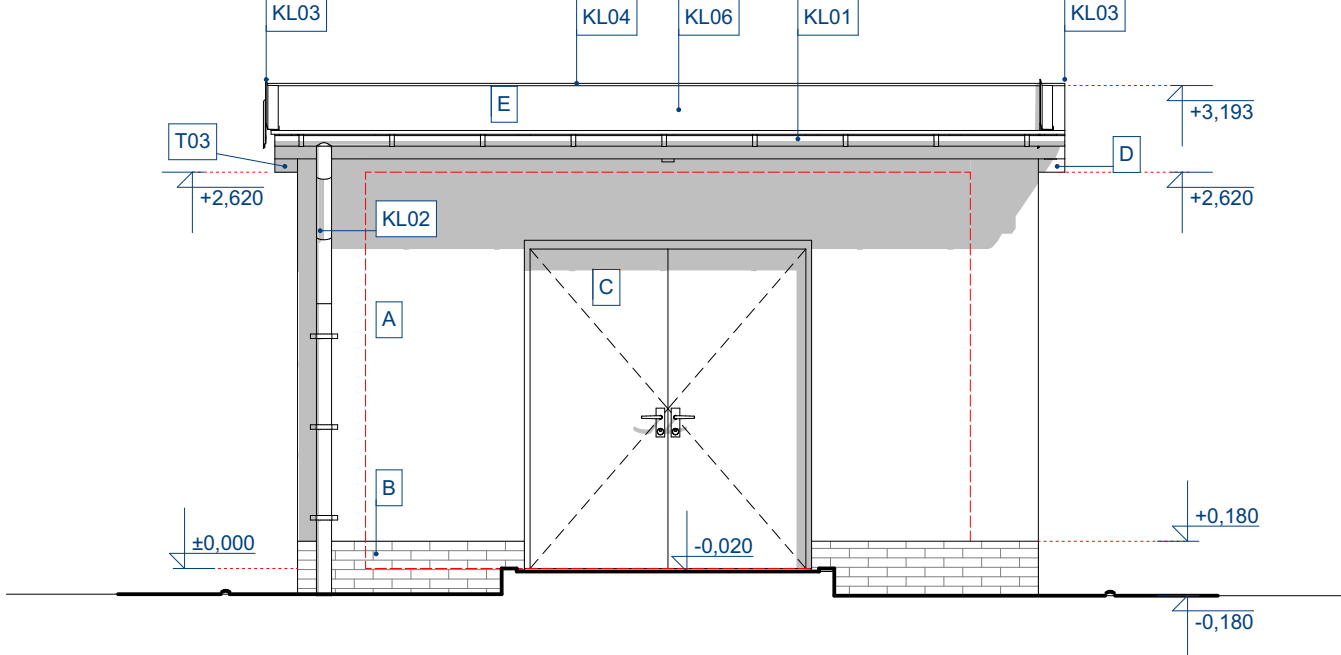 KL03
KL04
KL06
KL01
KL03
E
+3,193
T03
D
+2,620
+2,620
KL02
C
A
B
+0,180
±0,000
-0,020
-0,180